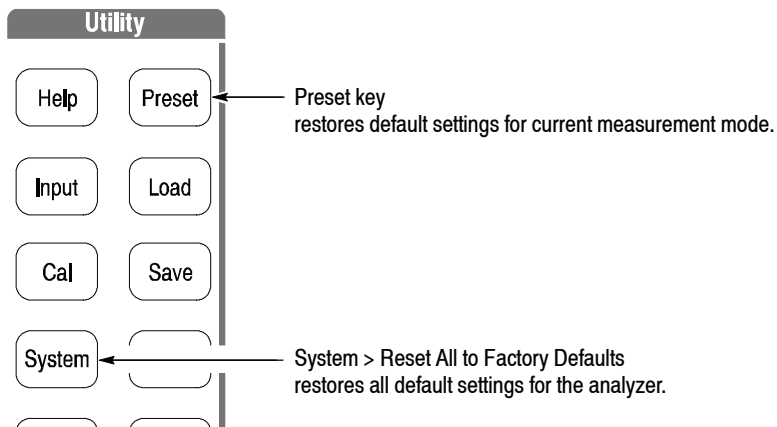 Utility
Help
Preset
Preset key
restores default settings for current measurement mode.
Input
Load
Cal
Save
System
System > Reset All to Factory Defaults
restores all default settings for the analyzer.